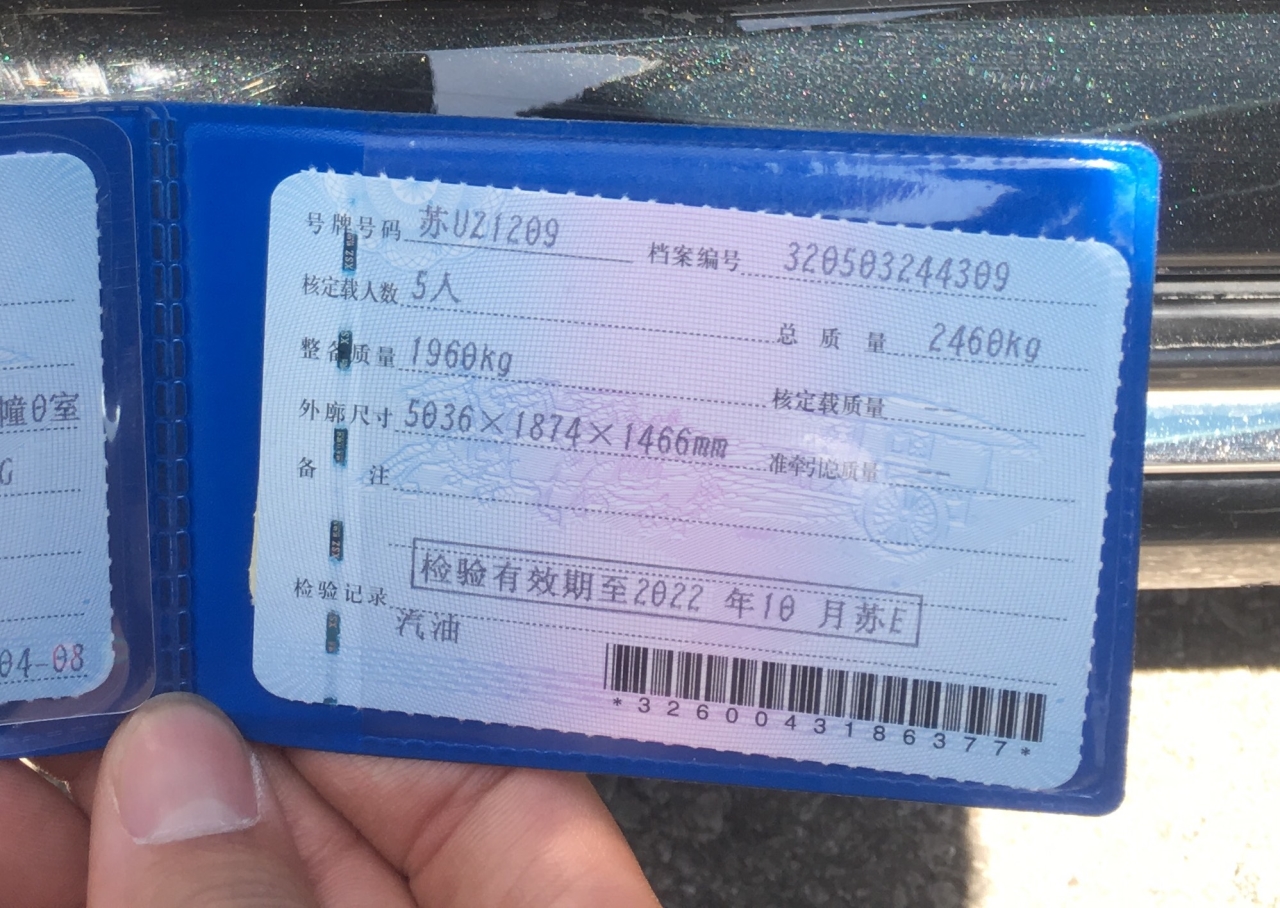 号牌号码 苏UZ1209 档案编号 320503244309
核定载人数 5人 总质量 2460kg
整备质量 1960kg 核定载质量 --
外廓尺寸 5036×1874×1466mm 准牵引总质量 --
备注
检验记录 检验有效期至2022 年10 月苏E
汽油
*3260043186377*
幢0室
G
04-08